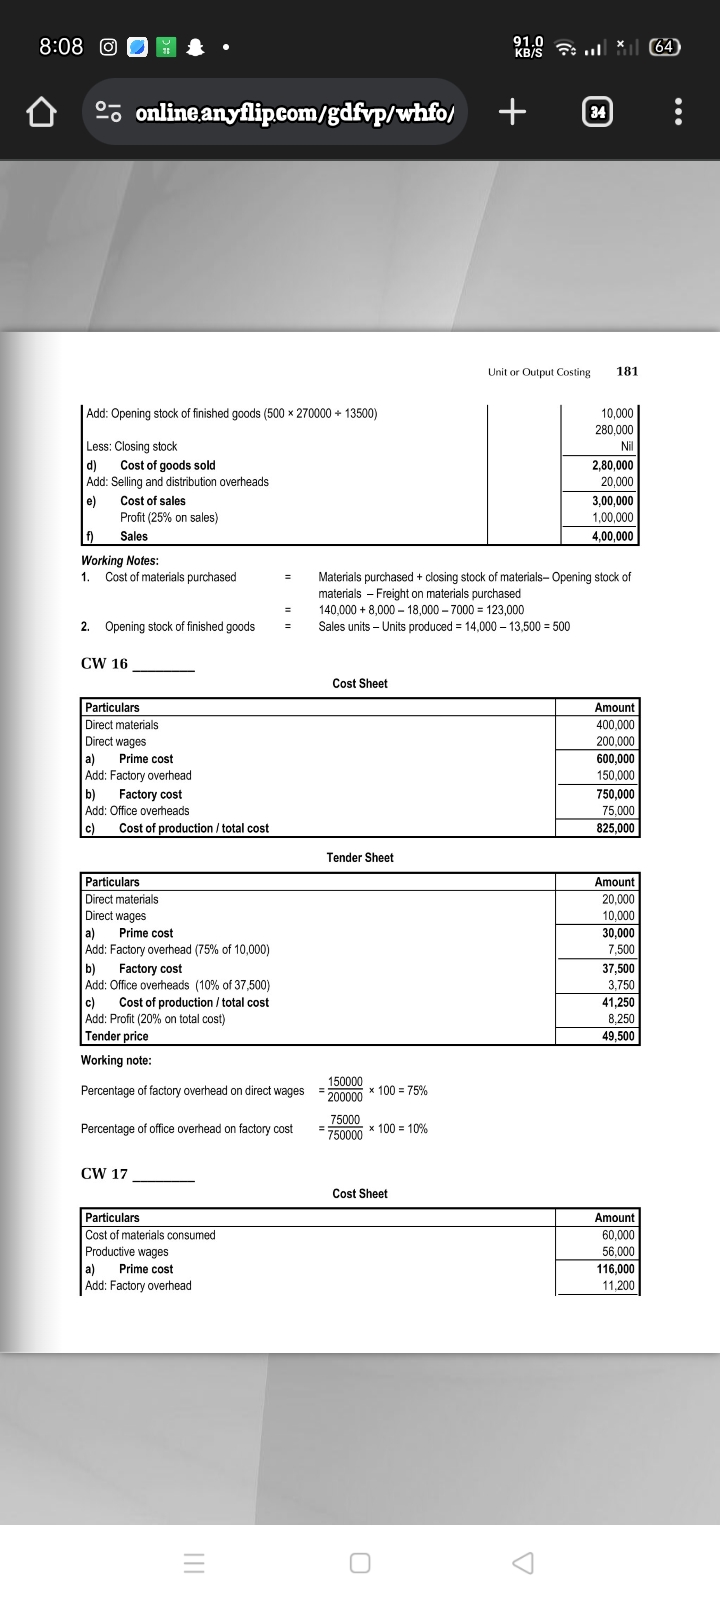 8:08
91.0
KB/S
64
online.anyflip.com/gdfvp/whfo/
34
Unit or Output Costing 181
Add: Opening stock of finished goods (500 × 270000 ÷ 13500) 10,000
280,000
Less: Closing stock Nil
d) Cost of goods sold 2,80,000
Add: Selling and distribution overheads 20,000
e) Cost of sales 3,00,000
Profit (25% on sales) 1,00,000
f) Sales 4,00,000
Working Notes:
1. Cost of materials purchased = Materials purchased + closing stock of materials– Opening stock of
materials – Freight on materials purchased
= 140,000 + 8,000 – 18,000 – 7000 = 123,000
2. Opening stock of finished goods = Sales units – Units produced = 14,000 – 13,500 = 500
CW 16 ________
Cost Sheet
Particulars Amount
Direct materials 400,000
Direct wages 200,000
a) Prime cost 600,000
Add: Factory overhead 150,000
b) Factory cost 750,000
Add: Office overheads 75,000
c) Cost of production / total cost 825,000
Tender Sheet
Particulars Amount
Direct materials 20,000
Direct wages 10,000
a) Prime cost 30,000
Add: Factory overhead (75% of 10,000) 7,500
b) Factory cost 37,500
Add: Office overheads (10% of 37,500) 3,750
c) Cost of production / total cost 41,250
Add: Profit (20% on total cost) 8,250
Tender price 49,500
Working note:
Percentage of factory overhead on direct wages = 150000/200000 × 100 = 75%
Percentage of office overhead on factory cost = 75000/750000 × 100 = 10%
CW 17 ________
Cost Sheet
Particulars Amount
Cost of materials consumed 60,000
Productive wages 56,000
a) Prime cost 116,000
Add: Factory overhead 11,200